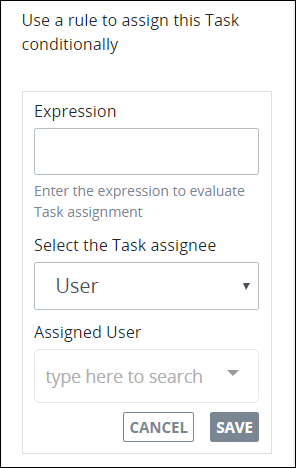 Use a rule to assign this Task
conditionally
Expression
Enter the expression to evaluate
Task assignment
Select the Task assignee
User
Assigned User
type here to search
CANCEL SAVE